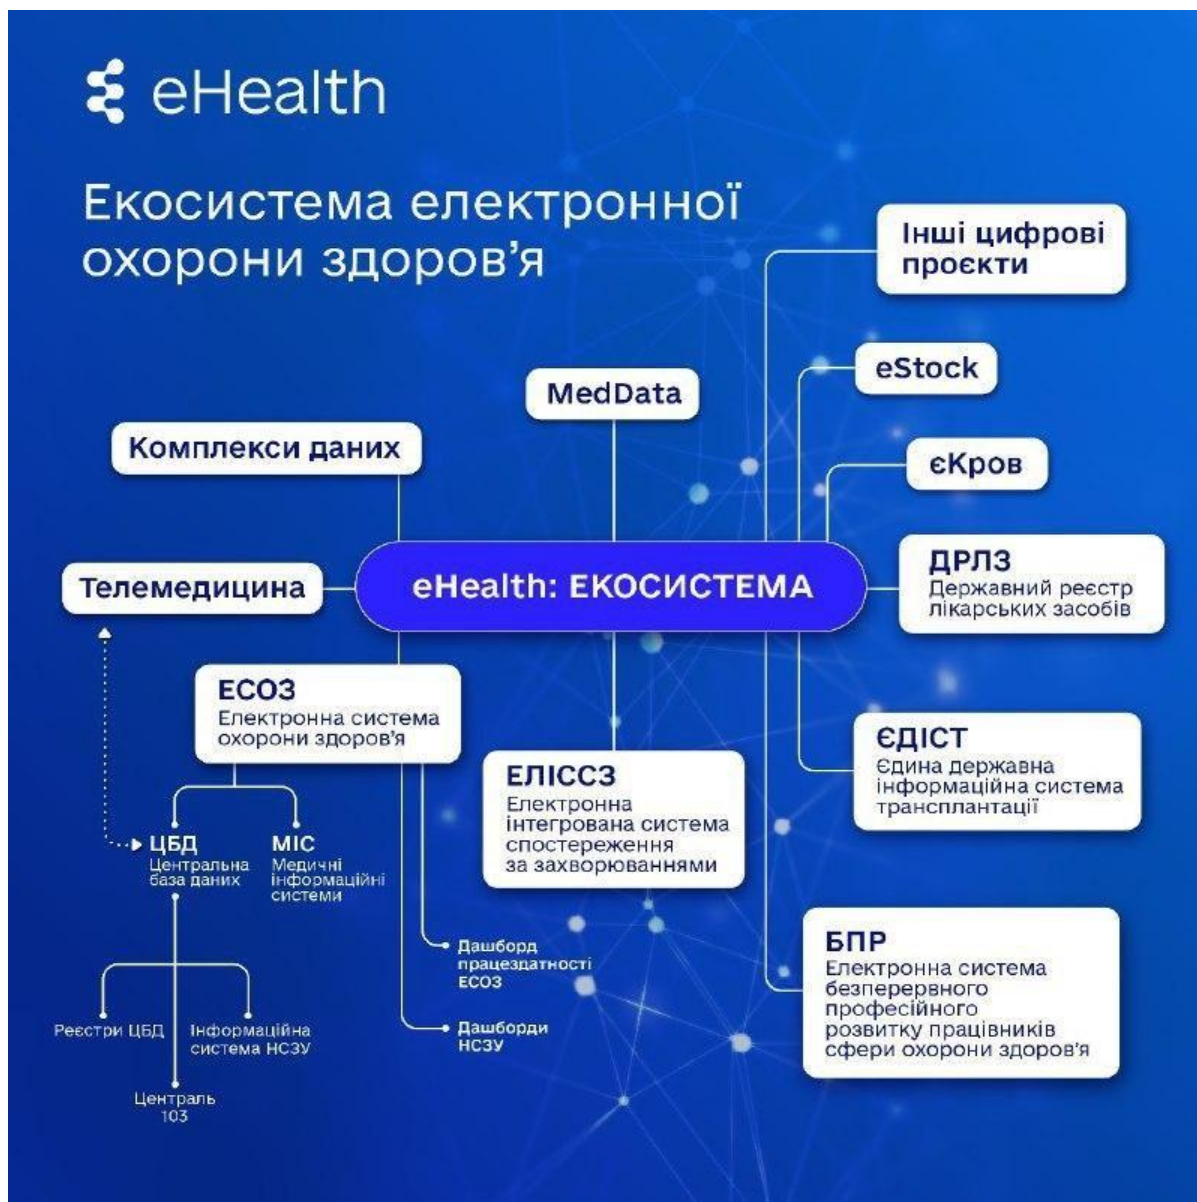 eHealth
Екосистема електронної
охорони здоров’я
Інші цифрові
проєкти
eStock
MedData
Комплекси даних
єКров
ДРЛЗ
Державний реєстр
лікарських засобів
Телемедицина
eHealth: ЕКОСИСТЕМА
ЕСОЗ
Електронна система
охорони здоров’я
ЄДІСТ
Єдина державна
інформаційна система
трансплантації
ЕЛІССЗ
Електронна
інтегрована система
спостереження
за захворюваннями
ЦБД
Центральна
база даних
МІС
Медичні
інформаційні
системи
БПР
Електронна система
безперервного
професійного
розвитку працівників
сфери охорони здоров’я
Дашборд
працездатності
ЕСОЗ
Дашборди
НСЗУ
Реєстри ЦБД
Інформаційна
система НСЗУ
Централь
103